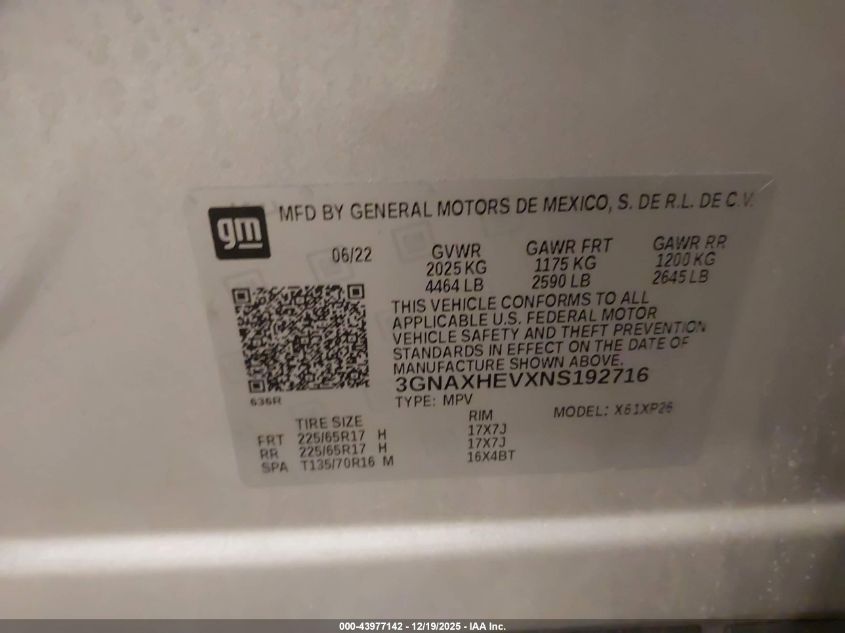 gm
MFD BY GENERAL MOTORS DE MEXICO, S. DE R.L. DE C.V.
06/22
GVWR GAWR FRT GAWR RR
2025 KG 1175 KG 1200 KG
4464 LB 2590 LB 2645 LB
THIS VEHICLE CONFORMS TO ALL
APPLICABLE U.S. FEDERAL MOTOR
VEHICLE SAFETY AND THEFT PREVENTION
STANDARDS IN EFFECT ON THE DATE OF
MANUFACTURE SHOWN ABOVE.
3GNAXHEVXNS192716
636R
TYPE: MPV MODEL: X61XP26
TIRE SIZE RIM
FRT 225/65R17 H 17X7J
RR 225/65R17 H 17X7J
SPA T135/70R16 M 16X4BT
000-43977142 - 12/19/2025 - IAA Inc.